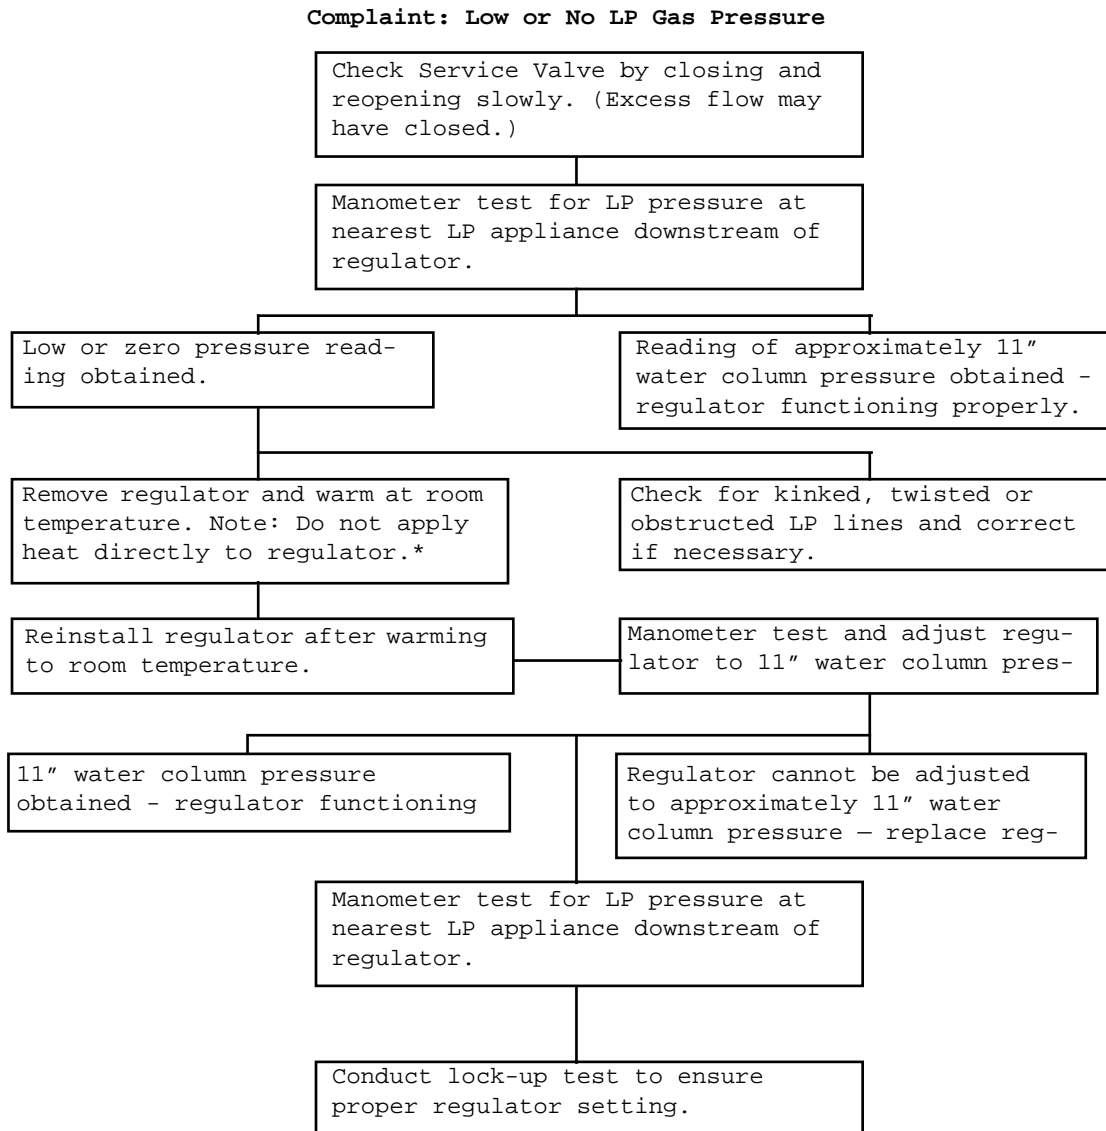 Complaint: Low or No LP Gas Pressure
Check Service Valve by closing and
reopening slowly. (Excess flow may
have closed.)
Manometer test for LP pressure at
nearest LP appliance downstream of
regulator.
Low or zero pressure read-
ing obtained.
Reading of approximately 11″
water column pressure obtained -
regulator functioning properly.
Remove regulator and warm at room
temperature. Note: Do not apply
heat directly to regulator.*
Check for kinked, twisted or
obstructed LP lines and correct
if necessary.
Reinstall regulator after warming
to room temperature.
Manometer test and adjust regu-
lator to 11″ water column pres-
11″ water column pressure
obtained - regulator functioning
Regulator cannot be adjusted
to approximately 11″ water
column pressure — replace reg-
Manometer test for LP pressure at
nearest LP appliance downstream of
regulator.
Conduct lock-up test to ensure
proper regulator setting.